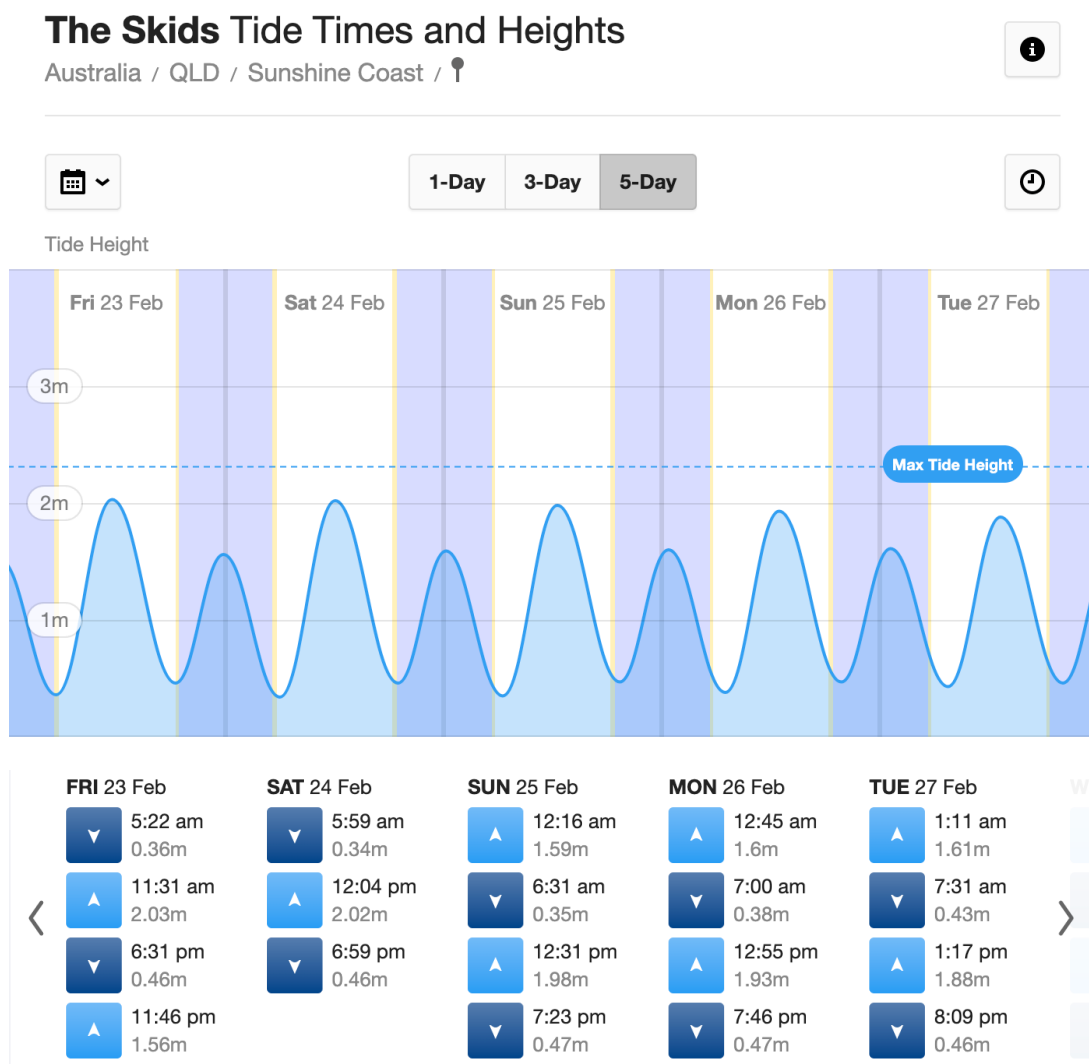 The Skids Tide Times and Heights
Australia / QLD / Sunshine Coast /
1-Day 3-Day 5-Day
Tide Height
Fri 23 Feb Sat 24 Feb Sun 25 Feb Mon 26 Feb Tue 27 Feb
3m
Max Tide Height
2m
1m
FRI 23 Feb SAT 24 Feb SUN 25 Feb MON 26 Feb TUE 27 Feb W
5:22 am 5:59 am 12:16 am 12:45 am 1:11 am
0.36m 0.34m 1.59m 1.6m 1.61m
11:31 am 12:04 pm 6:31 am 7:00 am 7:31 am
2.03m 2.02m 0.35m 0.38m 0.43m
6:31 pm 6:59 pm 12:31 pm 12:55 pm 1:17 pm
0.46m 0.46m 1.98m 1.93m 1.88m
11:46 pm 7:23 pm 7:46 pm 8:09 pm
1.56m 0.47m 0.47m 0.46m